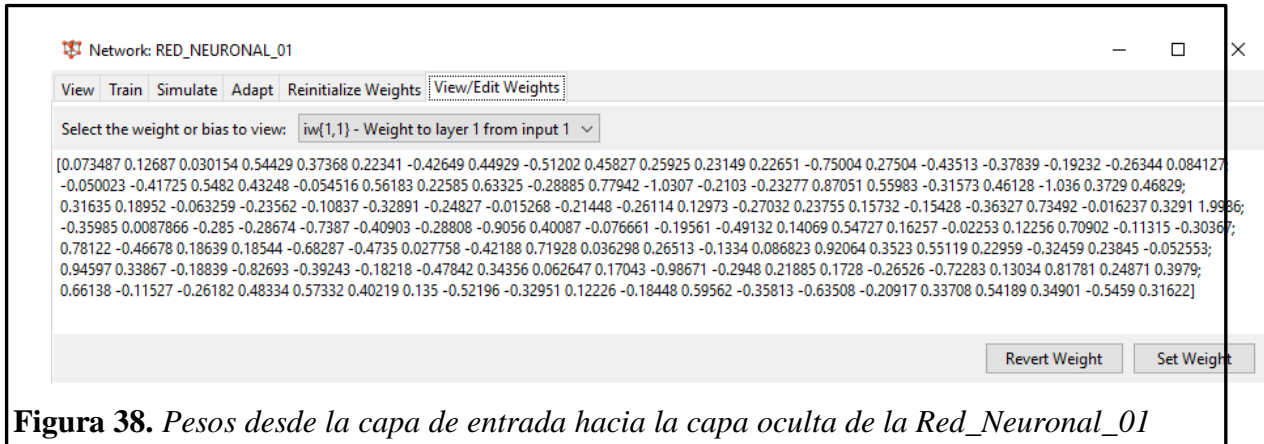 Network: RED_NEURONAL_01
View Train Simulate Adapt Reinitialize Weights View/Edit Weights
Select the weight or bias to view: iw{1,1} - Weight to layer 1 from input 1
[0.073487 0.12687 0.030154 0.54429 0.37368 0.22341 -0.42649 0.44929 -0.51202 0.45827 0.25925 0.23149 0.22651 -0.75004 0.27504 -0.43513 -0.37839 -0.19232 -0.26344 0.084127;
-0.050023 -0.41725 0.5482 0.43248 -0.054516 0.56183 0.22585 0.63325 -0.28885 0.77942 -1.0307 -0.2103 -0.23277 0.87051 0.55983 -0.31573 0.46128 -1.036 0.3729 0.46829;
0.31635 0.18952 -0.063259 -0.23562 -0.10837 -0.32891 -0.24827 -0.015268 -0.21448 -0.26114 0.12973 -0.27032 0.23755 0.15732 -0.15428 -0.36327 0.73492 -0.016237 0.3291 1.9986;
-0.35985 0.0087866 -0.285 -0.28674 -0.7387 -0.40903 -0.28808 -0.9056 0.40087 -0.076661 -0.19561 -0.49132 0.14069 0.54727 0.16257 -0.02253 0.12256 0.70902 -0.11315 -0.30367;
0.78122 -0.46678 0.18639 0.18544 -0.68287 -0.4735 0.027758 -0.42188 0.71928 0.036298 0.26513 -0.1334 0.086823 0.92064 0.3523 0.55119 0.22959 -0.32459 0.23845 -0.052553;
0.94597 0.33867 -0.18839 -0.82693 -0.39243 -0.18218 -0.47842 0.34356 0.062647 0.17043 -0.98671 -0.2948 0.21885 0.1728 -0.26526 -0.72283 0.13034 0.81781 0.24871 0.3979;
0.66138 -0.11527 -0.26182 0.48334 0.57332 0.40219 0.135 -0.52196 -0.32951 0.12226 -0.18448 0.59562 -0.35813 -0.63508 -0.20917 0.33708 0.54189 0.34901 -0.5459 0.31622]
Revert Weight Set Weight
Figura 38. Pesos desde la capa de entrada hacia la capa oculta de la Red_Neuronal_01